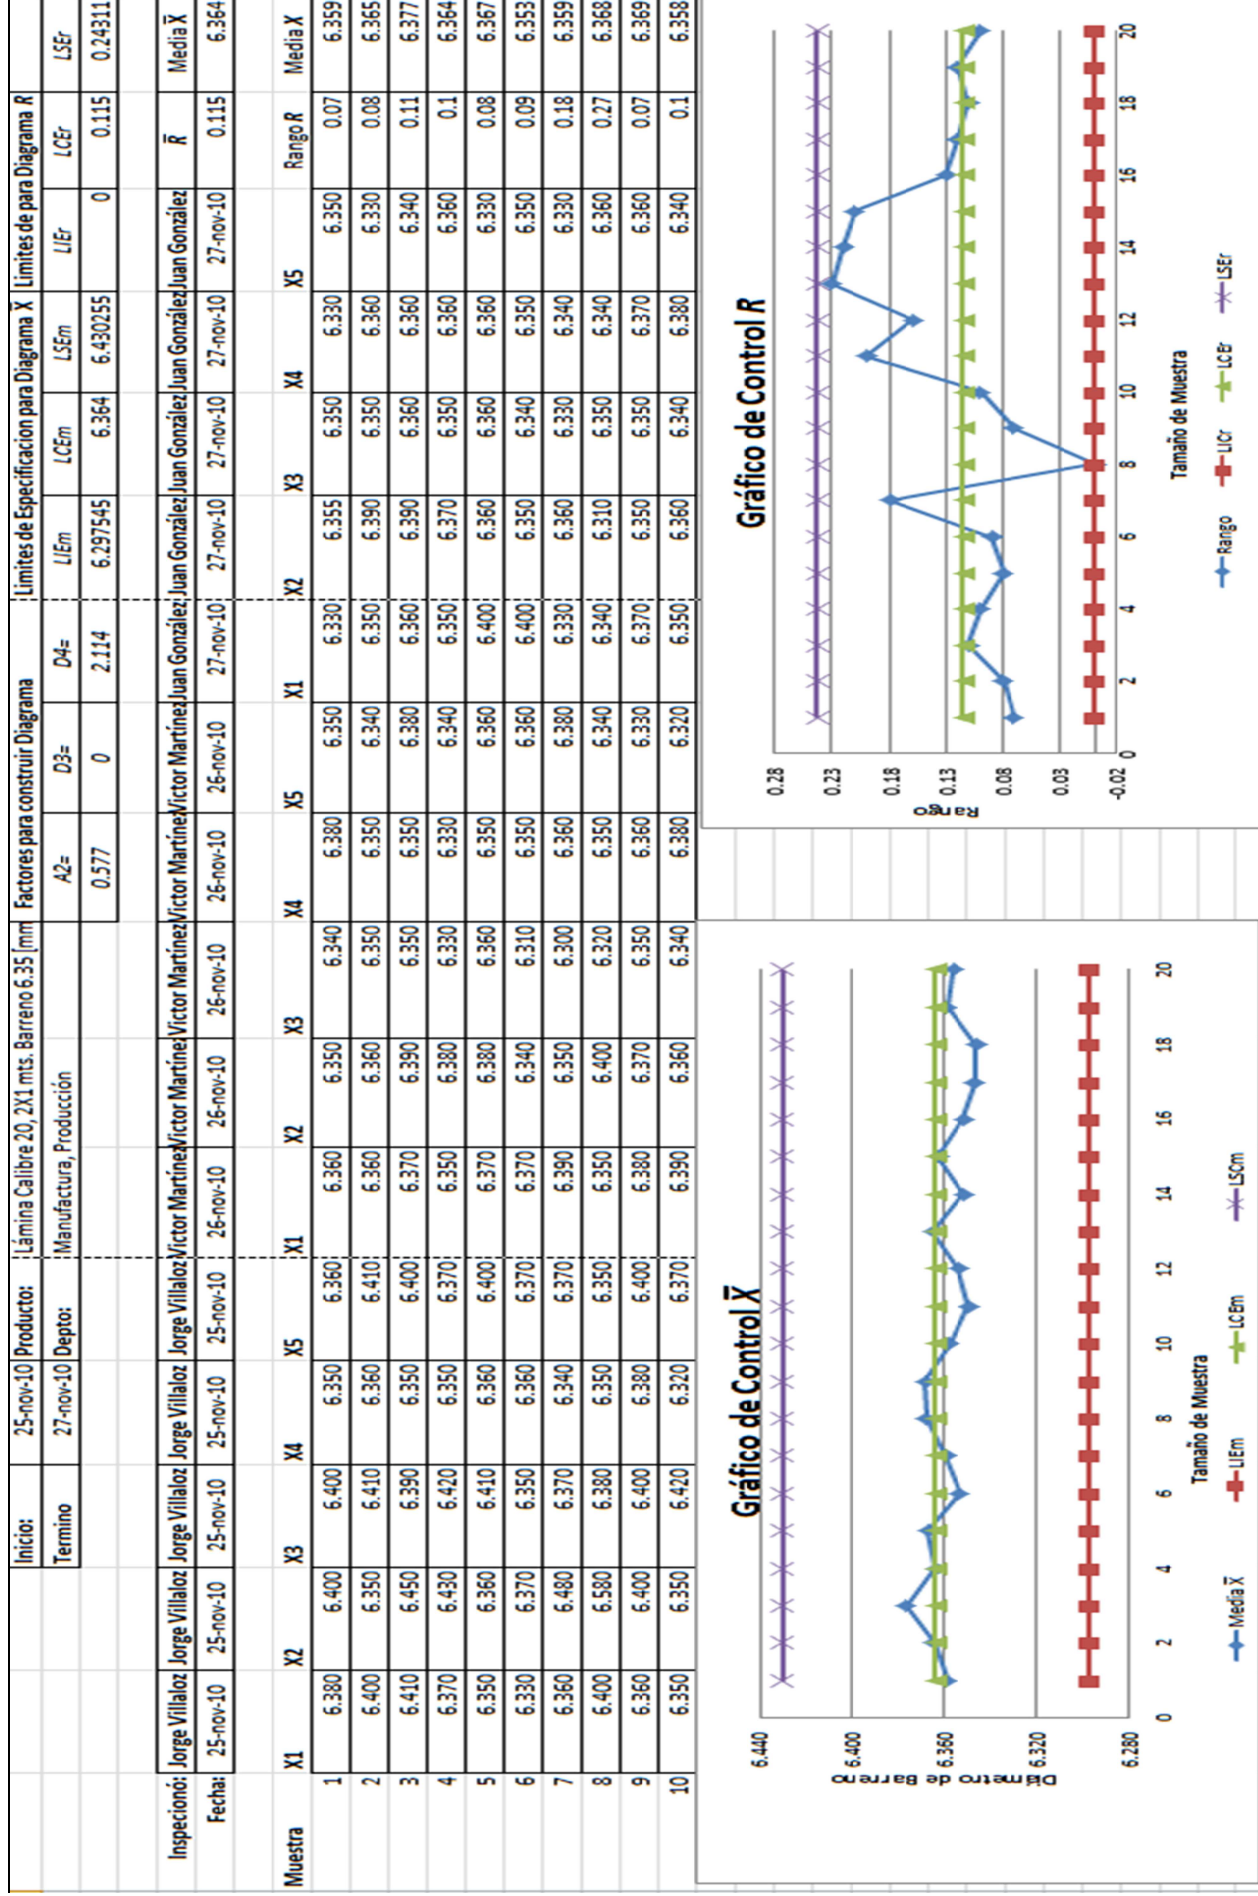 Inicio: 25-nov-10 Producto: Lámina Calibre 20, 2X1 mts. Barreno 6.35 [mm Factores para construir Diagrama Limites de Especificacion para Diagrama X̅ Limites de para Diagrama R
Termino 27-nov-10 Depto: Manufactura, Producción A2= D3= D4= LIEm LCEm LSEm LIEr LCEr LSEr
0.577 0 2.114 6.297545 6.364 6.430255 0 0.115 0.24311
Inspeciono: Jorge Villaloz Jorge Villaloz Jorge Villaloz Jorge Villaloz Jorge Villaloz Victor Martínez Victor Martínez Victor Martínez Victor Martínez Victor Martínez Juan González Juan González Juan González Juan González Juan González R̅ Media X̅
Fecha: 25-nov-10 25-nov-10 25-nov-10 25-nov-10 25-nov-10 26-nov-10 26-nov-10 26-nov-10 26-nov-10 26-nov-10 27-nov-10 27-nov-10 27-nov-10 27-nov-10 27-nov-10 0.115 6.364
Muestra X1 X2 X3 X4 X5 X1 X2 X3 X4 X5 X1 X2 X3 X4 X5 Rango R Media X
1 6.380 6.400 6.400 6.350 6.360 6.360 6.350 6.340 6.380 6.350 6.330 6.355 6.350 6.330 6.350 0.07 6.359
2 6.400 6.350 6.410 6.360 6.410 6.360 6.360 6.350 6.350 6.340 6.350 6.390 6.350 6.360 6.330 0.08 6.365
3 6.410 6.450 6.390 6.350 6.400 6.370 6.390 6.350 6.350 6.380 6.360 6.390 6.360 6.360 6.340 0.11 6.377
4 6.370 6.430 6.420 6.350 6.370 6.350 6.380 6.330 6.330 6.340 6.350 6.370 6.350 6.350 6.360 0.1 6.364
5 6.350 6.360 6.410 6.360 6.400 6.370 6.380 6.360 6.350 6.360 6.400 6.360 6.360 6.360 6.330 0.08 6.367
6 6.330 6.370 6.350 6.360 6.370 6.370 6.340 6.310 6.350 6.360 6.400 6.350 6.340 6.350 6.350 0.09 6.353
7 6.360 6.480 6.370 6.340 6.370 6.390 6.350 6.300 6.360 6.380 6.330 6.360 6.330 6.340 6.330 0.18 6.359
8 6.400 6.580 6.380 6.350 6.350 6.350 6.400 6.320 6.350 6.340 6.340 6.310 6.350 6.340 6.360 0.27 6.368
9 6.360 6.400 6.400 6.380 6.400 6.380 6.370 6.350 6.360 6.330 6.370 6.350 6.350 6.370 6.360 0.07 6.369
10 6.350 6.350 6.420 6.320 6.370 6.390 6.360 6.340 6.380 6.320 6.350 6.360 6.340 6.380 6.340 0.1 6.358
Gráfico de Control X̅
Diámetro de Barreno
6.440
6.400
6.360
6.320
6.280
0 2 4 6 8 10 12 14 16 18 20
Tamaño de Muestra
Media X̅ LIEm LCEm LSCm
Gráfico de Control R
Rango
0.28
0.23
0.18
0.13
0.08
0.03
-0.02
0 2 4 6 8 10 12 14 16 18 20
Tamaño de Muestra
Rango LICr LCEr LSEr